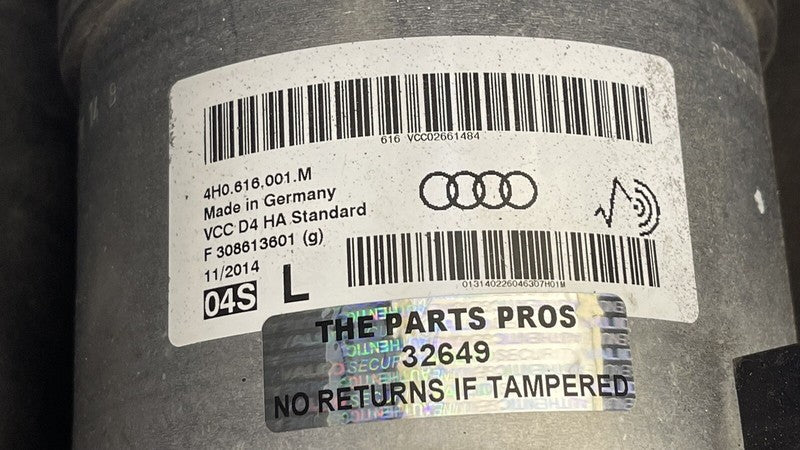 616 VCC02661484
4H0.616.001.M
Made in Germany
VCC D4 HA Standard
F 308613601 (g)
11/2014
04S L
013140226046307H01M
THE PARTS PROS
32649
NO RETURNS IF TAMPERED